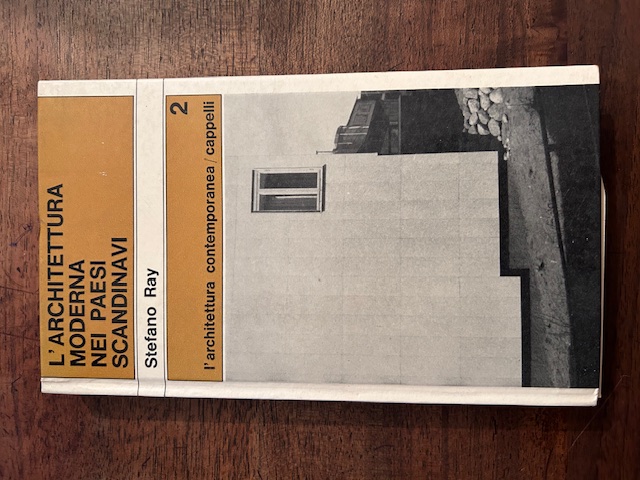 L'ARCHITETTURA
MODERNA
NEI PAESI
SCANDINAVI
Stefano Ray
2
l'architettura contemporanea/cappelli